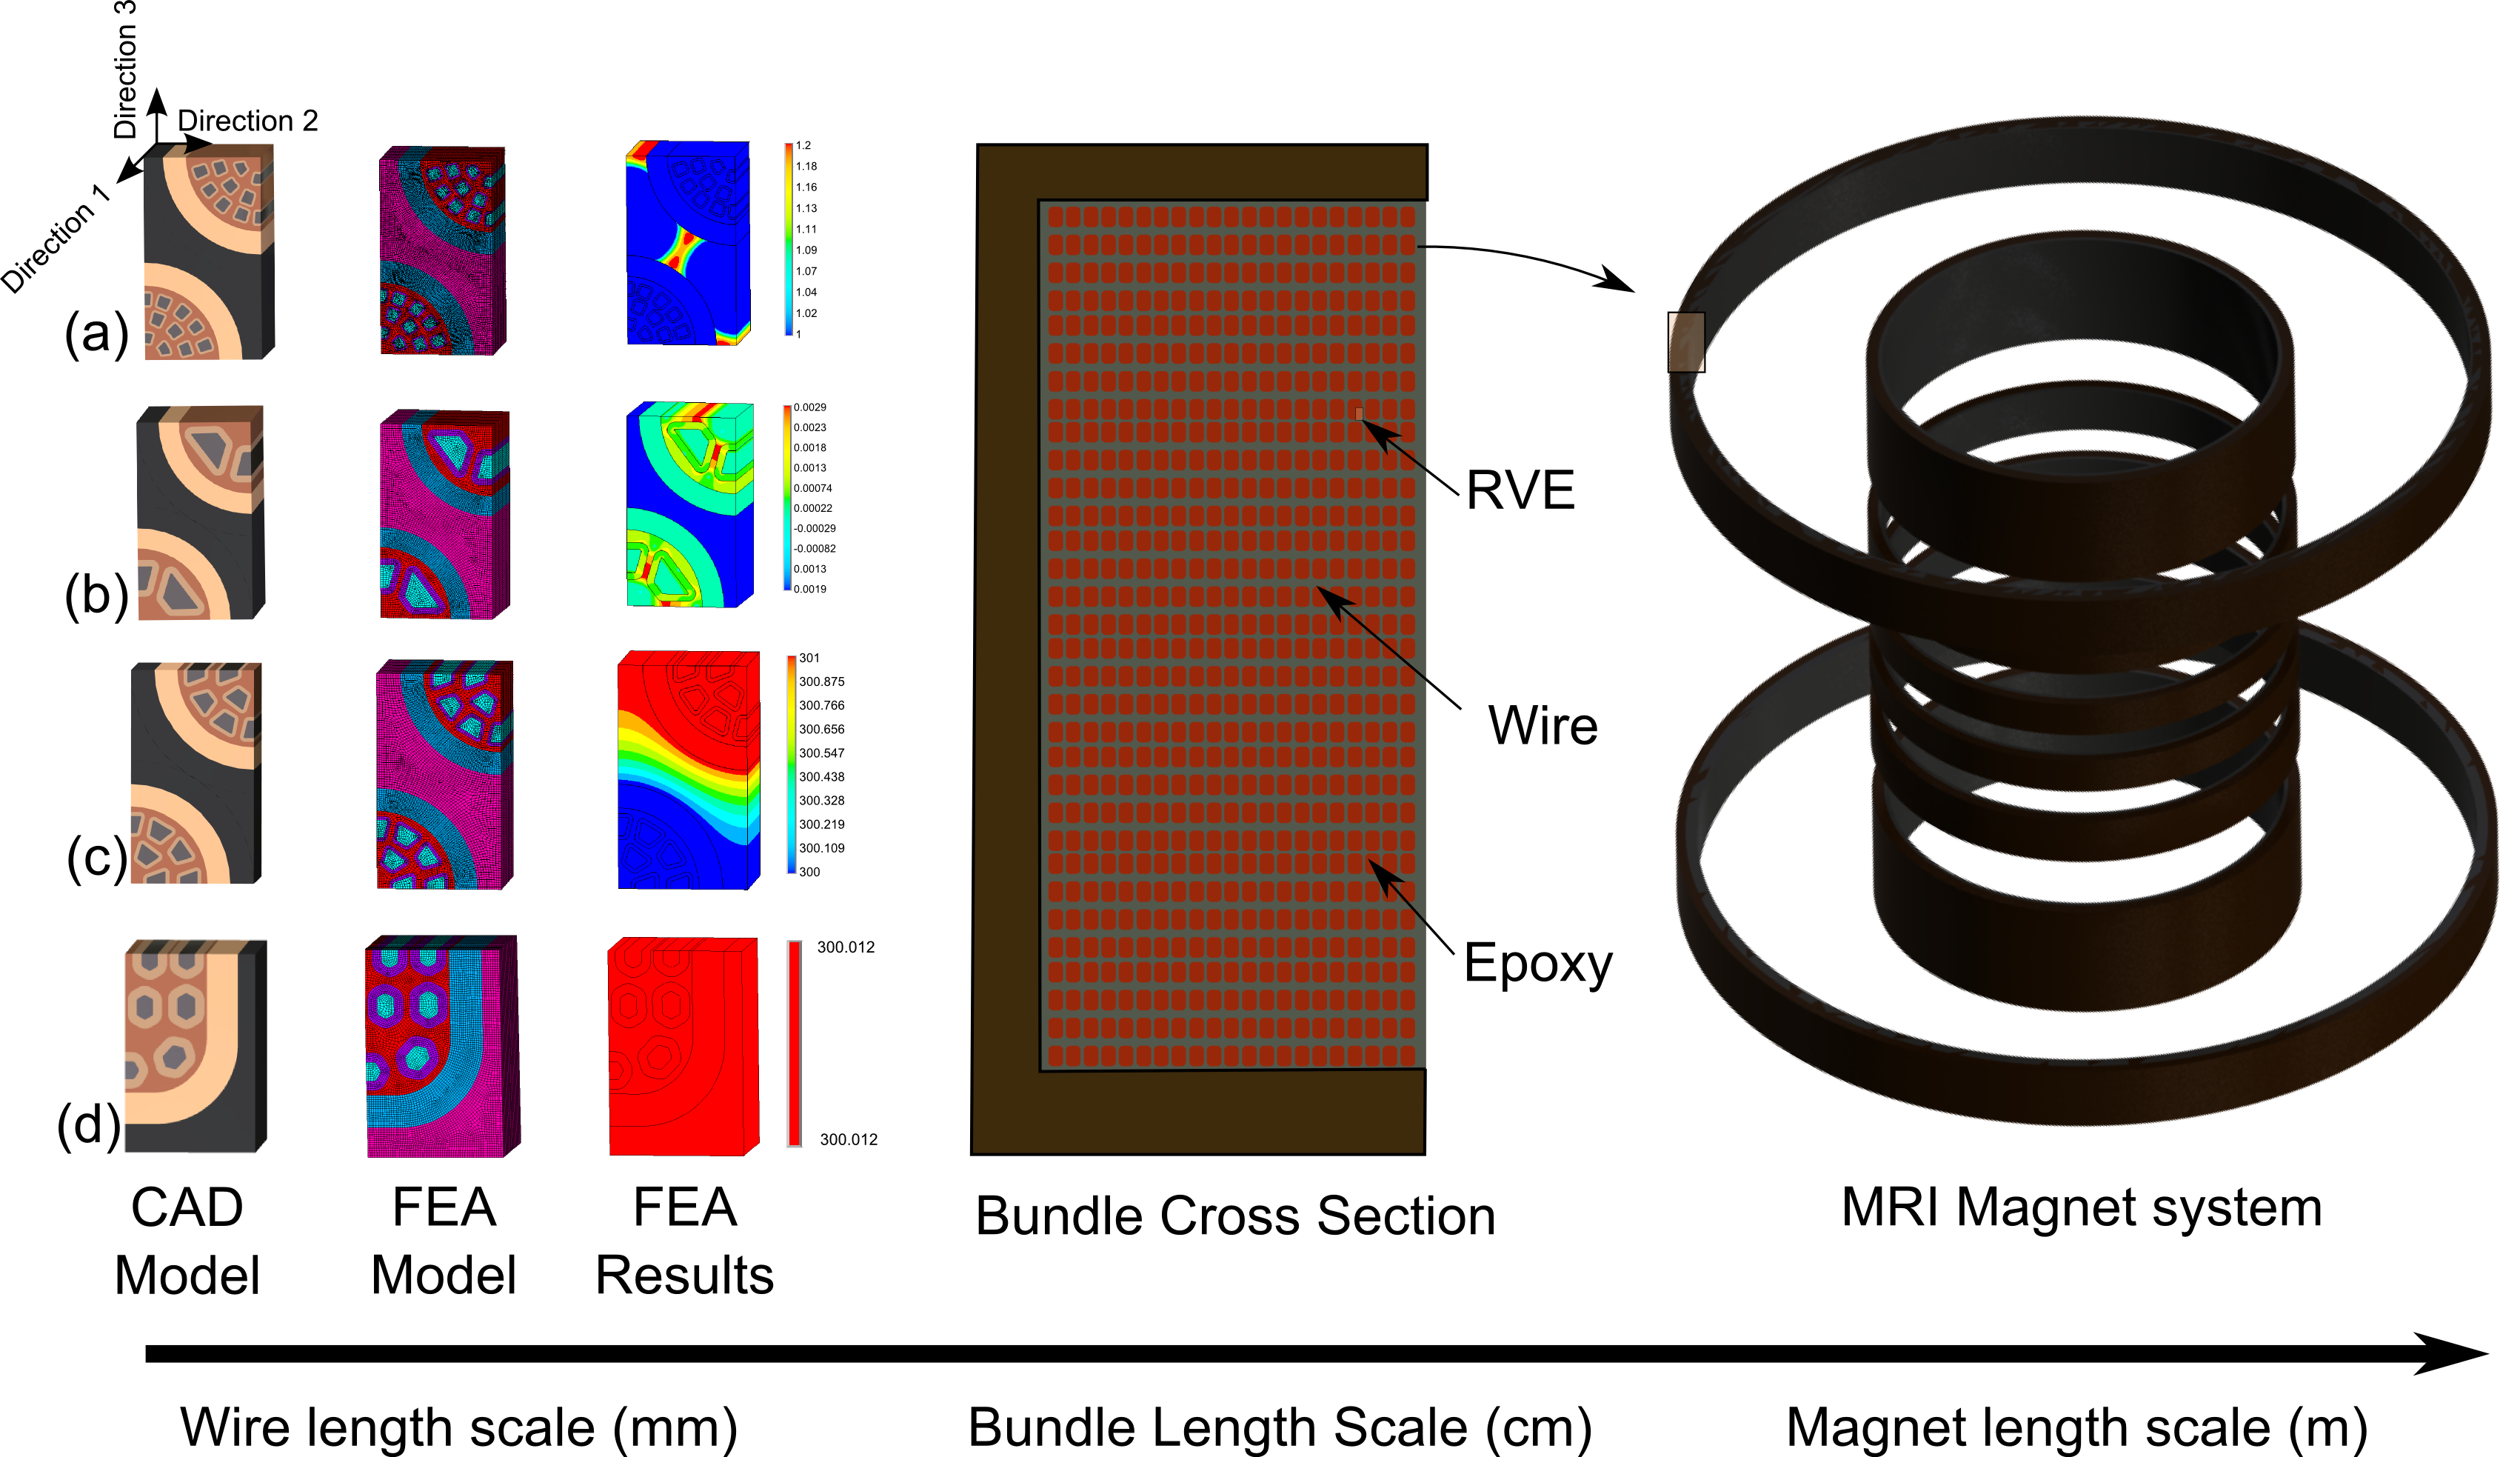 Direction 3
Direction 2
Direction 1
(a)
1.2
1.18
1.16
1.13
1.11
1.09
1.07
1.04
1.02
1
(b)
0.0029
0.0023
0.0018
0.0013
0.00074
0.00022
-0.00029
-0.00082
0.0013
0.0019
(c)
301
300.875
300.766
300.656
300.547
300.438
300.328
300.219
300.109
300
(d)
300.012
300.012
RVE
Wire
Epoxy
CAD
Model
FEA
Model
FEA
Results
Bundle Cross Section
MRI Magnet system
Wire length scale (mm)
Bundle Length Scale (cm)
Magnet length scale (m)